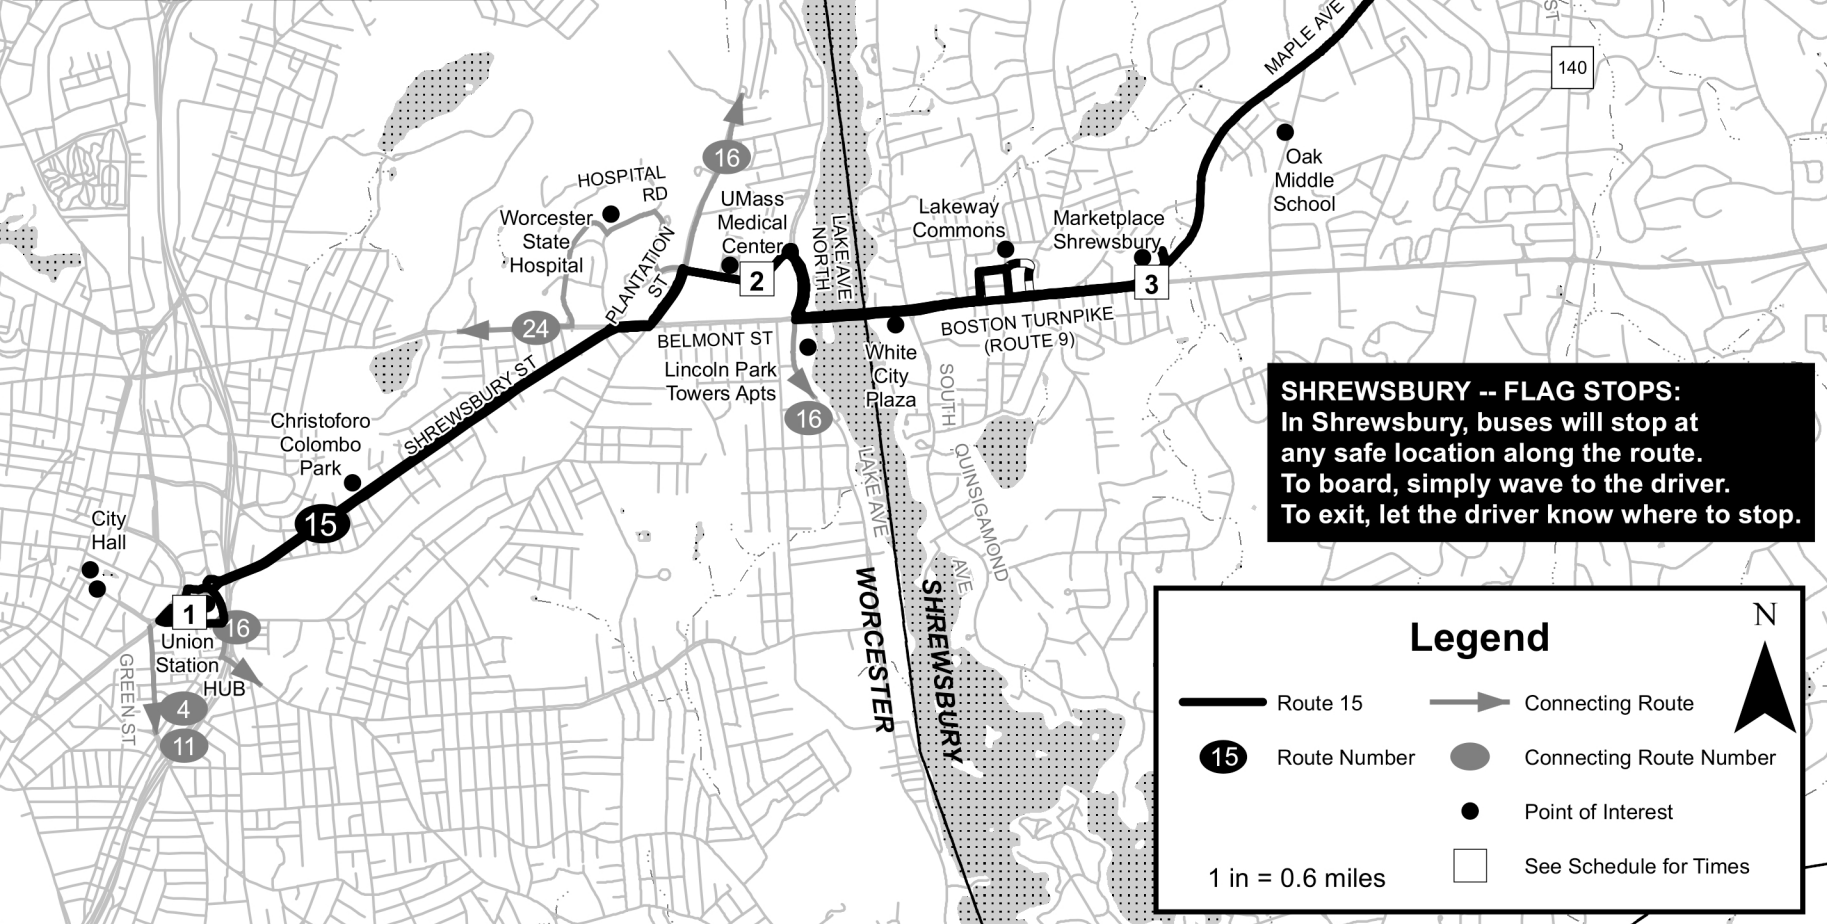 MAPLE AVE
ST
140
Oak
Middle
School
16
HOSPITAL
RD
Worcester
State
Hospital
UMass
Medical
Center
PLANTATION
ST
2
LAKE AVE
NORTH
Lakeway
Commons
Marketplace
Shrewsbury
3
24
BELMONT ST
Lincoln Park
Towers Apts
16
White
City
Plaza
BOSTON TURNPIKE
(ROUTE 9)
SHREWSBURY ST
Christoforo
Colombo
Park
15
City
Hall
1
Union
Station
HUB
16
GREEN ST
4
11
LAKE AVE
SOUTH
QUINSIGAMOND
AVE
WORCESTER
SHREWSBURY
SHREWSBURY -- FLAG STOPS:
In Shrewsbury, buses will stop at
any safe location along the route.
To board, simply wave to the driver.
To exit, let the driver know where to stop.
Legend
N
Route 15
Connecting Route
15
Route Number
Connecting Route Number
Point of Interest
See Schedule for Times
1 in = 0.6 miles